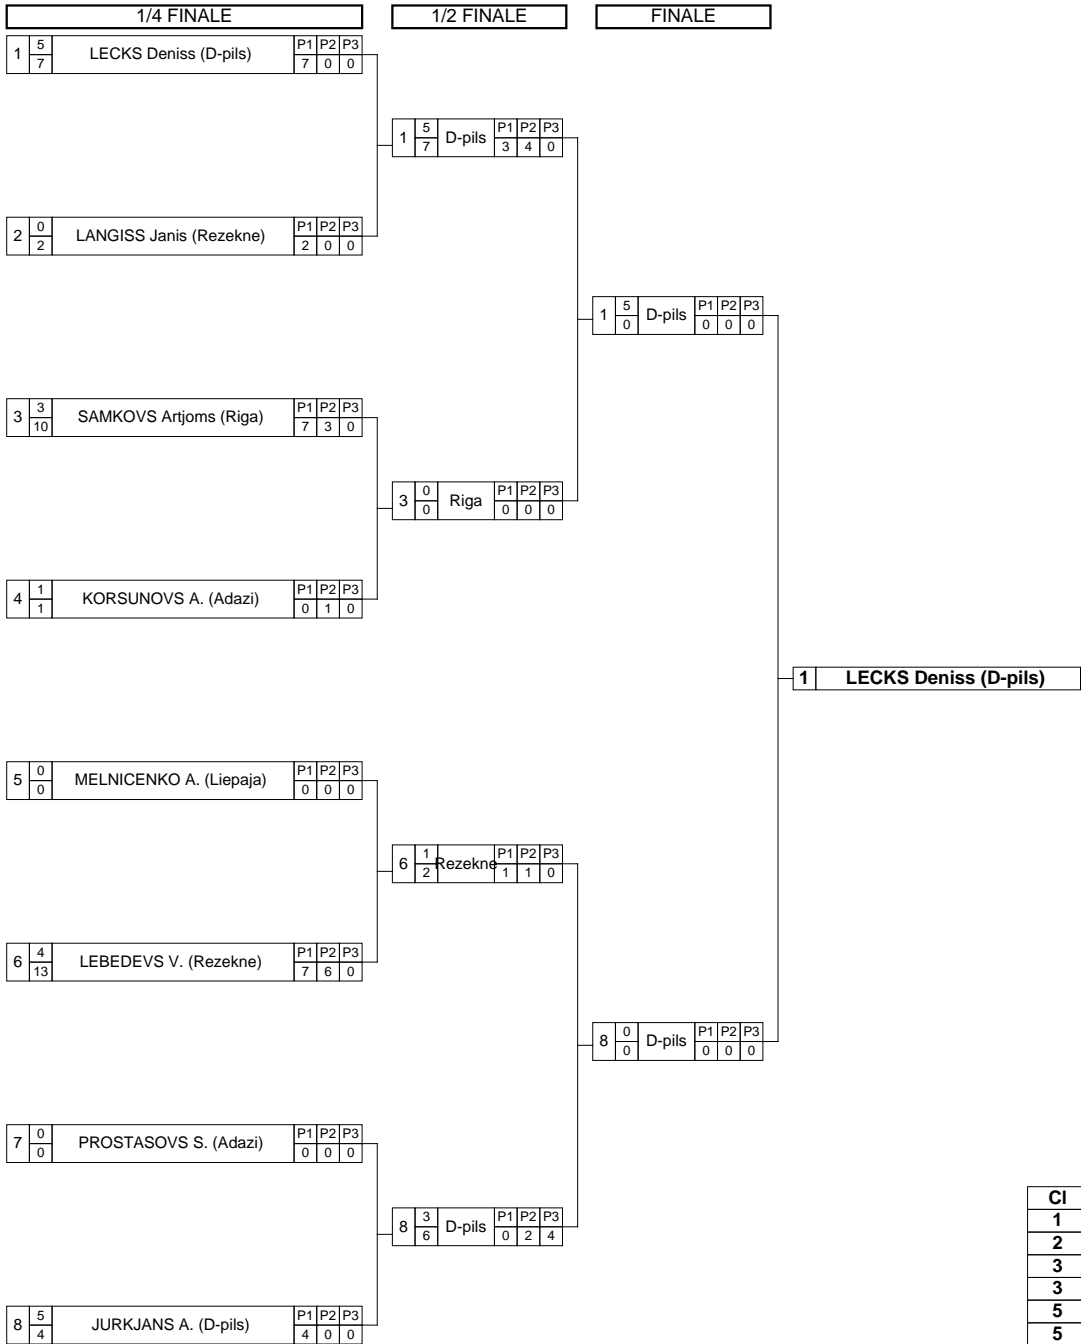 1/4 FINALE 1/2 FINALE FINALE
1 5 7 LECKS Deniss (D-pils) P1 P2 P3 7 0 0
1 5 7 D-pils P1 P2 P3 3 4 0
2 0 2 LANGISS Janis (Rezekne) P1 P2 P3 2 0 0
1 5 0 D-pils P1 P2 P3 0 0 0
3 3 10 SAMKOVS Artjoms (Riga) P1 P2 P3 7 3 0
3 0 0 Riga P1 P2 P3 0 0 0
4 1 1 KORSUNOVS A. (Adazi) P1 P2 P3 0 1 0
1 LECKS Deniss (D-pils)
5 0 0 MELNICENKO A. (Liepaja) P1 P2 P3 0 0 0
6 1 2 Rezekne P1 P2 P3 1 1 0
6 4 13 LEBEDEVS V. (Rezekne) P1 P2 P3 7 6 0
8 0 0 D-pils P1 P2 P3 0 0 0
7 0 0 PROSTASOVS S. (Adazi) P1 P2 P3 0 0 0
8 3 6 D-pils P1 P2 P3 0 2 4
8 5 4 JURKJANS A. (D-pils) P1 P2 P3 4 0 0
Cl
1
2
3
3
5
5